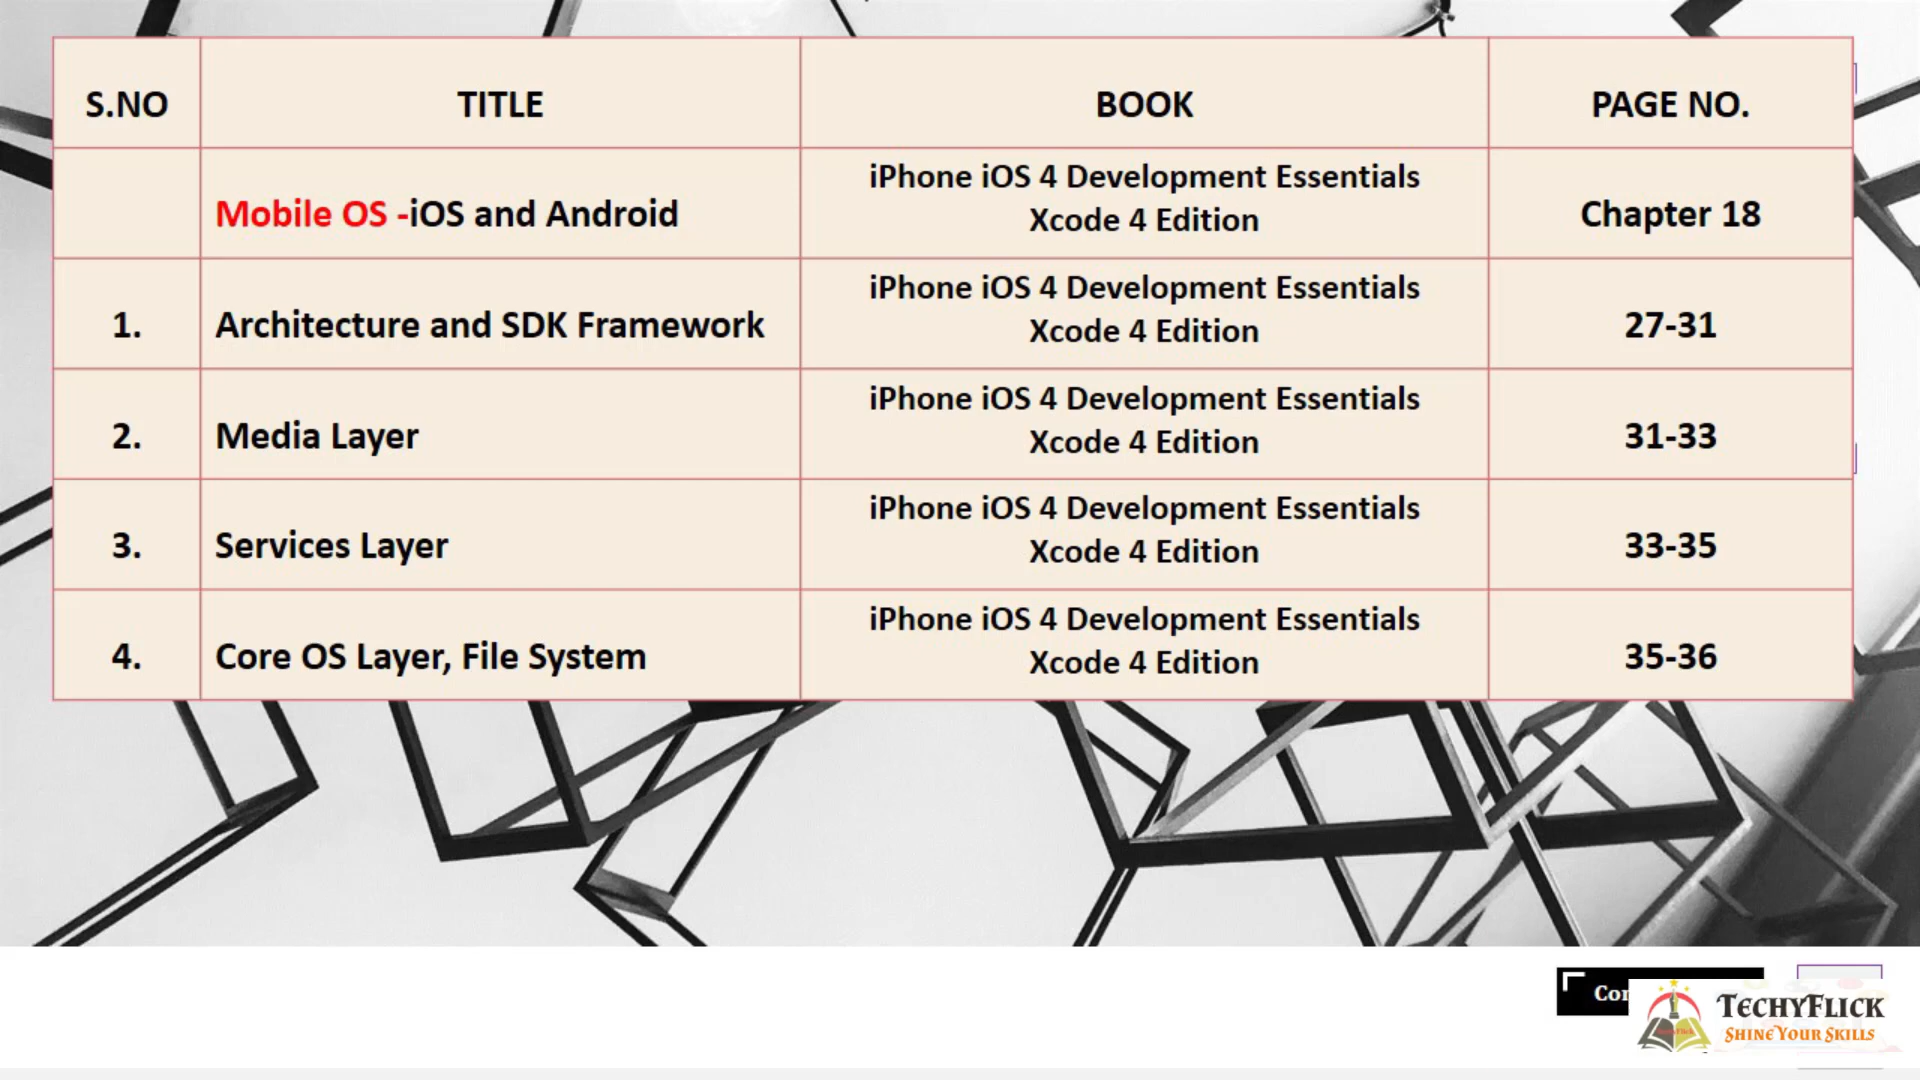 S.NO TITLE BOOK PAGE NO.
Mobile OS -iOS and Android iPhone iOS 4 Development Essentials Xcode 4 Edition Chapter 18
1. Architecture and SDK Framework iPhone iOS 4 Development Essentials Xcode 4 Edition 27-31
2. Media Layer iPhone iOS 4 Development Essentials Xcode 4 Edition 31-33
3. Services Layer iPhone iOS 4 Development Essentials Xcode 4 Edition 33-35
4. Core OS Layer, File System iPhone iOS 4 Development Essentials Xcode 4 Edition 35-36
TECHYFLICK
SHINE YOUR SKILLS